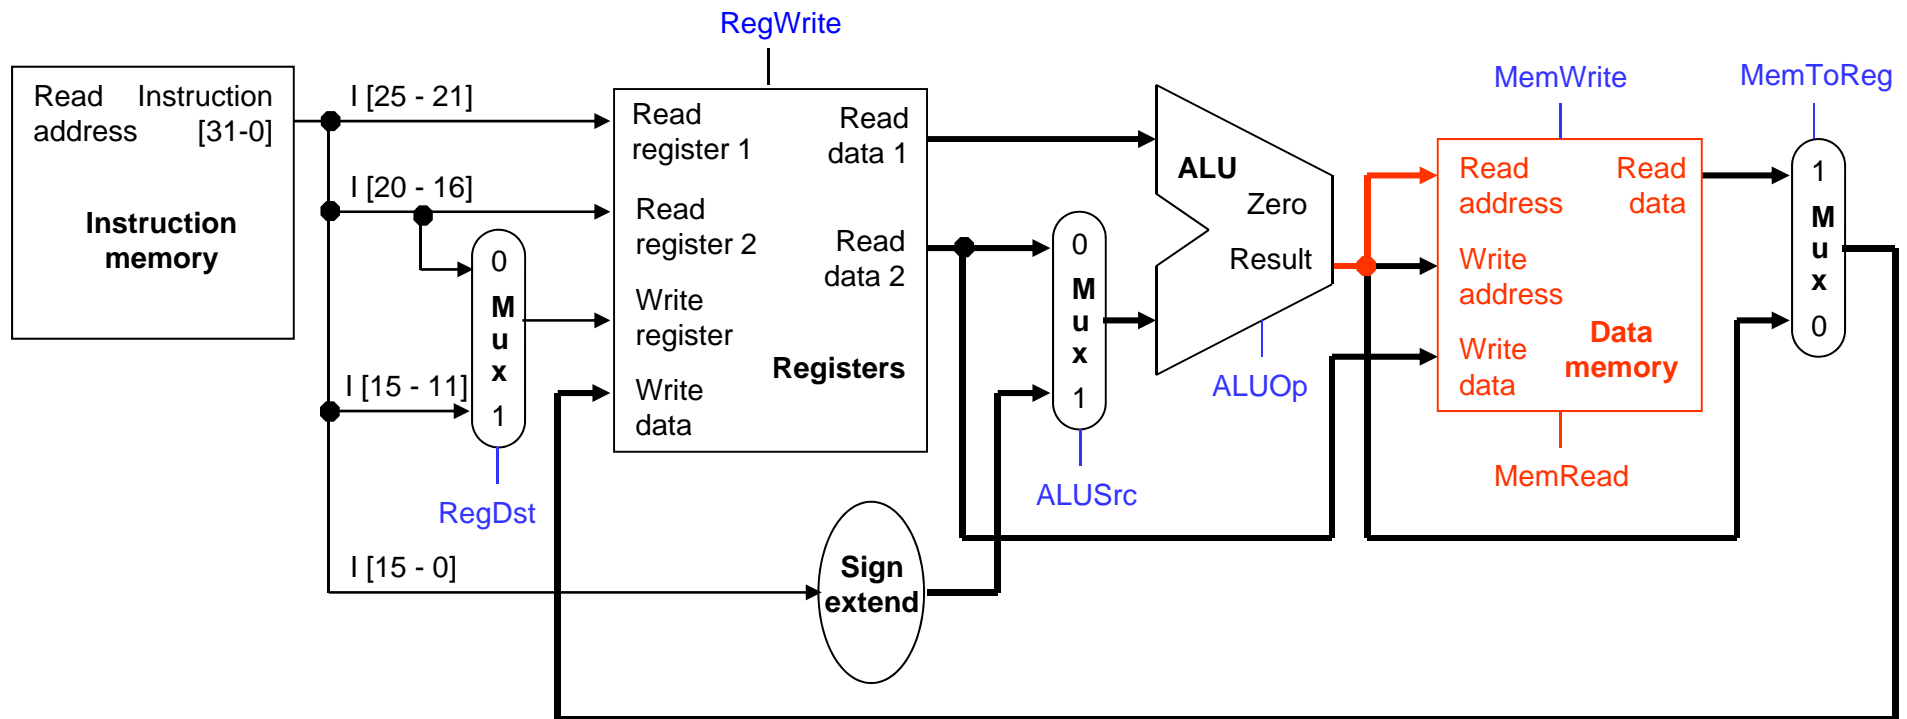 RegWrite
Read Instruction
address [31-0]
Instruction
memory
I [25 - 21]
I [20 - 16]
I [15 - 11]
I [15 - 0]
0
M
u
x
1
RegDst
Read
register 1
Read
data 1
Read
register 2
Read
data 2
Write
register
Registers
Write
data
Sign
extend
0
M
u
x
1
ALUSrc
ALU
Zero
Result
ALUOp
MemWrite
Read
address
Read
data
Write
address
Write
data
Data
memory
MemRead
MemToReg
1
M
u
x
0